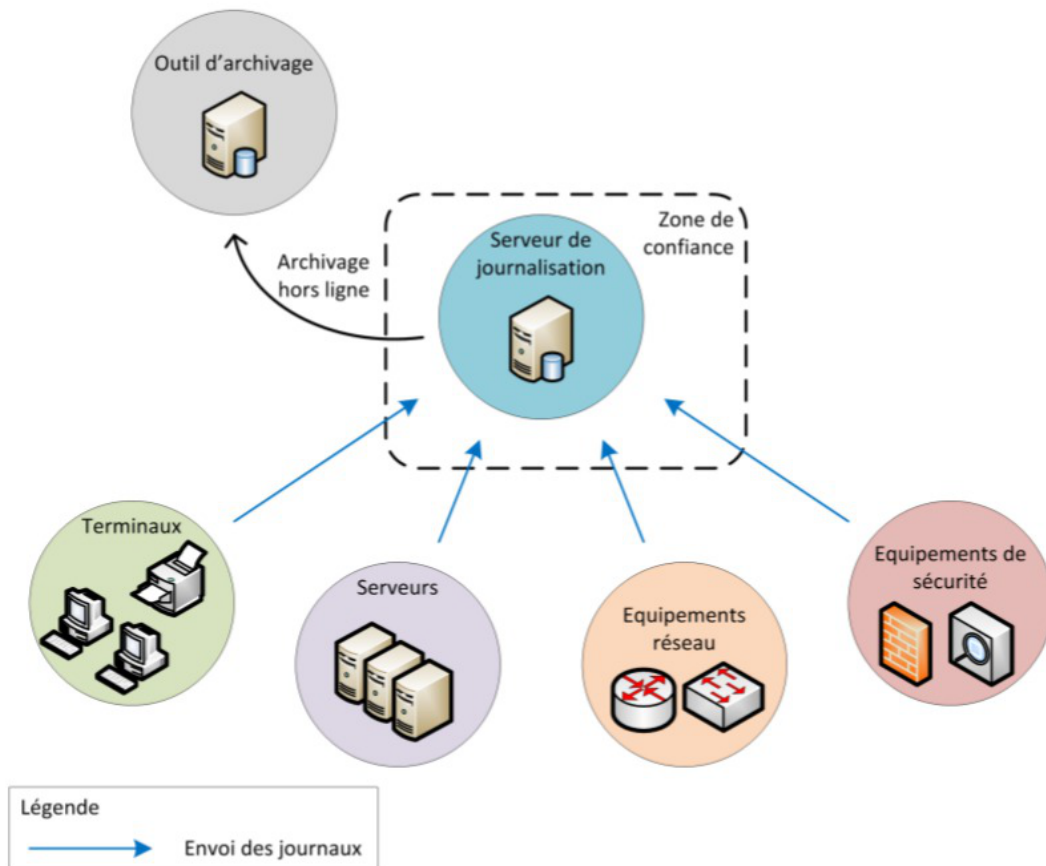 Outil d'archivage
Zone de
confiance
Serveur de
journalisation
Archivage
hors ligne
Terminaux
Serveurs
Equipements
réseau
Equipements de
sécurité
Légende
Envoi des journaux